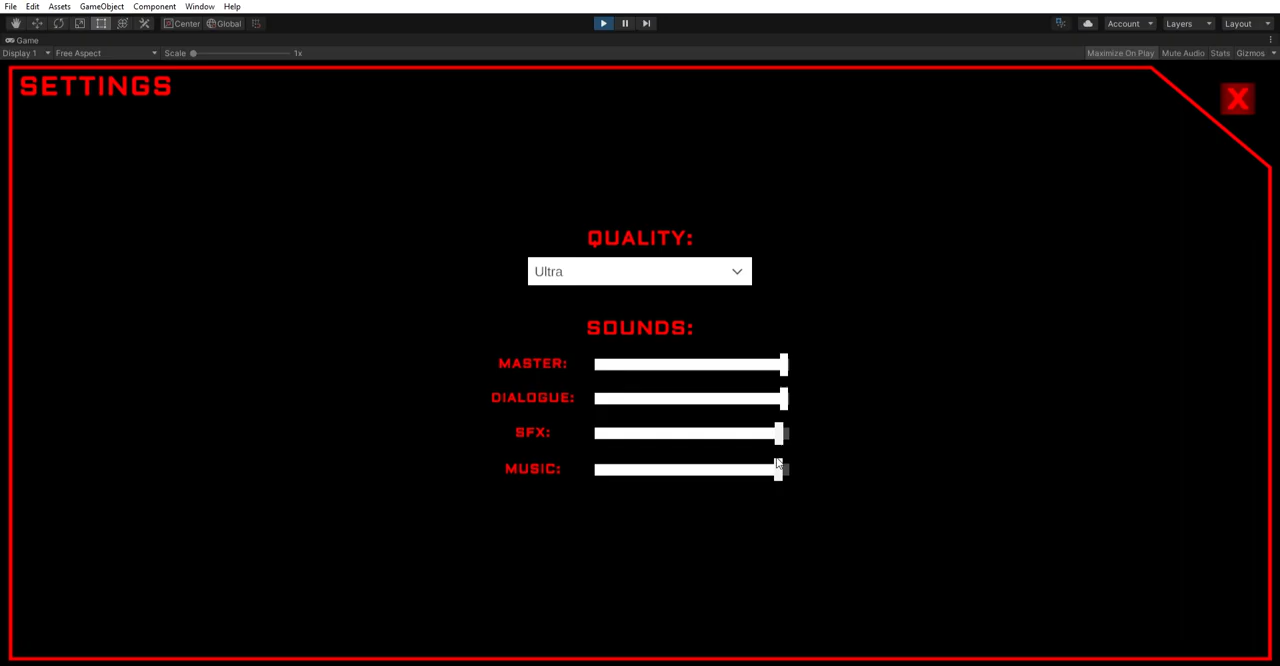 File Edit Assets GameObject Component Window Help
Center Global Account Layers Layout
Game
Display 1 Free Aspect Scale 1x Maximize On Play Mute Audio Stats Gizmos
SETTINGS
X
QUALITY:
Ultra
SOUNDS:
MASTER:
DIALOGUE:
SFX:
MUSIC: